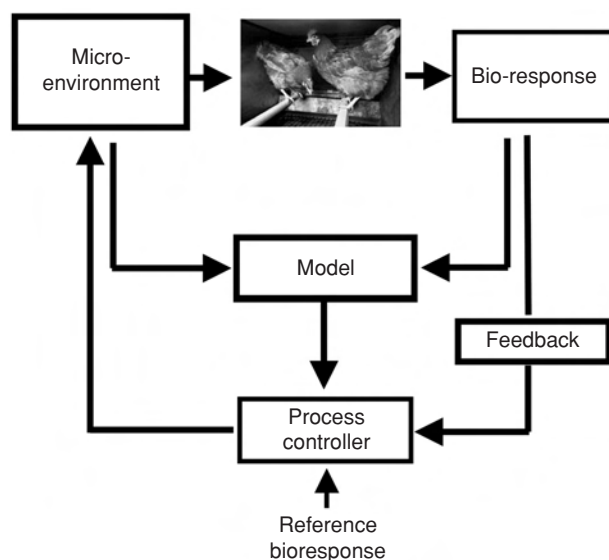 Micro-
environment
Bio-response
Model
Feedback
Process
controller
Reference
bioresponse